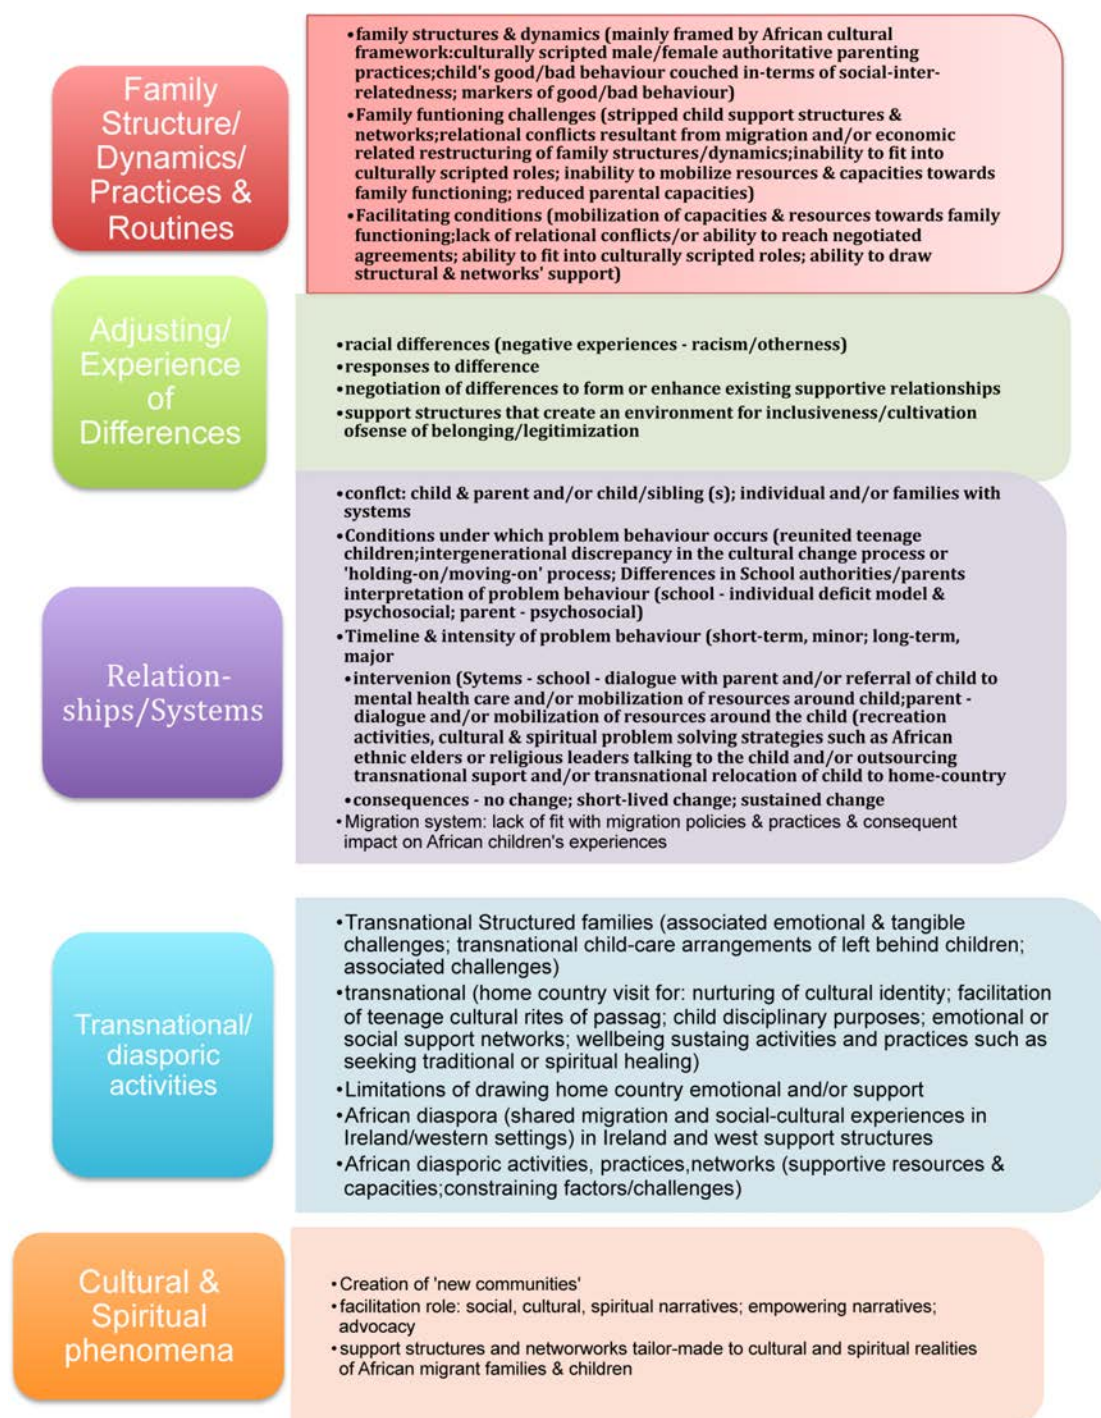 Family
Structure/
Dynamics/
Practices &
Routines
•family structures & dynamics (mainly framed by African cultural
framework:culturally scripted male/female authoritative parenting
practices;child's good/bad behaviour couched in-terms of social-inter-
relatedness; markers of good/bad behaviour)
•Family funtioning challenges (stripped child support structures &
networks;relational conflicts resultant from migration and/or economic
related restructuring of family structures/dynamics;inability to fit into
culturally scripted roles; inability to mobilize resources & capacities towards
family functioning; reduced parental capacities)
•Facilitating conditions (mobilization of capacities & resources towards family
functioning;lack of relational conflicts/or ability to reach negotiated
agreements; ability to fit into culturally scripted roles; ability to draw
structural & networks' support)
Adjusting/
Experience
of
Differences
•racial differences (negative experiences - racism/otherness)
•responses to difference
•negotiation of differences to form or enhance existing supportive relationships
•support structures that create an environment for inclusiveness/cultivation
ofsense of belonging/legitimization
Relation-
ships/Systems
•conflct: child & parent and/or child/sibling (s); individual and/or families with
systems
•Conditions under which problem behaviour occurs (reunited teenage
children;intergenerational discrepancy in the cultural change process or
'holding-on/moving-on' process; Differences in School authorities/parents
interpretation of problem behaviour (school - individual deficit model &
psychosocial; parent - psychosocial)
•Timeline & intensity of problem behaviour (short-term, minor; long-term,
major
•intervenion (Sytems - school - dialogue with parent and/or referral of child to
mental health care and/or mobilization of resources around child;parent -
dialogue and/or mobilization of resources around the child (recreation
activities, cultural & spiritual problem solving strategies such as African
ethnic elders or religious leaders talking to the child and/or outsourcing
transnational suport and/or transnational relocation of child to home-country
•consequences - no change; short-lived change; sustained change
•Migration system: lack of fit with migration policies & practices & consequent
impact on African children's experiences
Transnational/
diasporic
activities
•Transnational Structured families (associated emotional & tangible
challenges; transnational child-care arrangements of left behind children;
associated challenges)
•transnational (home country visit for: nurturing of cultural identity; facilitation
of teenage cultural rites of passag; child disciplinary purposes; emotional or
social support networks; wellbeing sustaing activities and practices such as
seeking traditional or spiritual healing)
•Limitations of drawing home country emotional and/or support
•African diaspora (shared migration and social-cultural experiences in
Ireland/western settings) in Ireland and west support structures
•African diasporic activities, practices,networks (supportive resources &
capacities;constraining factors/challenges)
Cultural &
Spiritual
phenomena
•Creation of 'new communities'
•facilitation role: social, cultural, spiritual narratives; empowering narratives;
advocacy
•support structures and networworks tailor-made to cultural and spiritual realities
of African migrant families & children